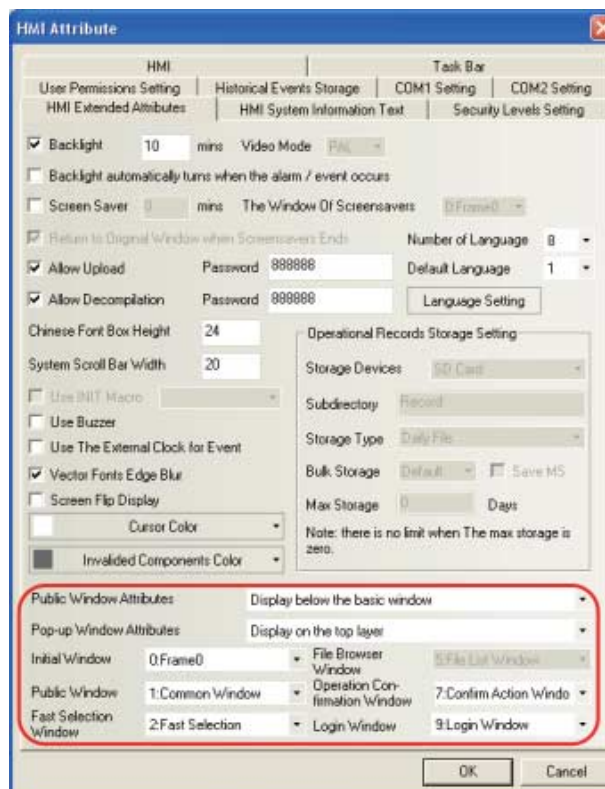 HMI Attribute
HMI Task Bar
User Permissions Setting Historical Events Storage COM1 Setting COM2 Setting
HMI Extended Attributes HMI System Information Text Security Levels Setting
Backlight 10 mins Video Mode PAL
Backlight automatically turns when the alarm / event occurs
Screen Saver 0 mins The Window Of Screensavers 0:Frame0
Return to Original Window when Screensavers Ends Number of Language 8
Allow Upload Password 888888 Default Language 1
Allow Decompilation Password 888888 Language Setting
Chinese Font Box Height 24 Operational Records Storage Setting
System Scroll Bar Width 20 Storage Devices SD Card
Use INIT Macro Subdirectory Record
Use Buzzer
Use The External Clock for Event Storage Type Daily File
Vector Fonts Edge Blur Bulk Storage Default Save MS
Screen Flip Display Max Storage 0 Days
Cursor Color Note: there is no limit when The max storage is
zero.
Invalided Components Color
Public Window Attributes Display below the basic window
Pop-up Window Attributes Display on the top layer
Initial Window 0:Frame0 File Browser
Window 5:File List Window
Public Window 1:Common Window Operation Con-
firmation Window 7:Confirm Action Windo
Fast Selection
Window 2:Fast Selection Login Window 9:Login Window
OK Cancel